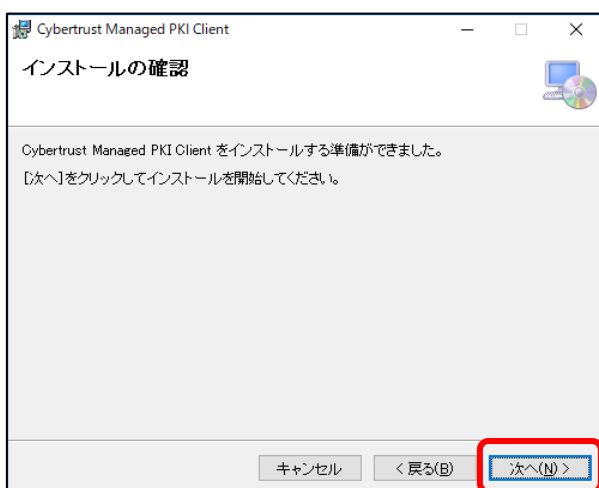 Cybertrust Managed PKI Client
インストールの確認
Cybertrust Managed PKI Client をインストールする準備ができました。
[次へ]をクリックしてインストールを開始してください。
キャンセル
< 戻る(B)
次へ(N) >